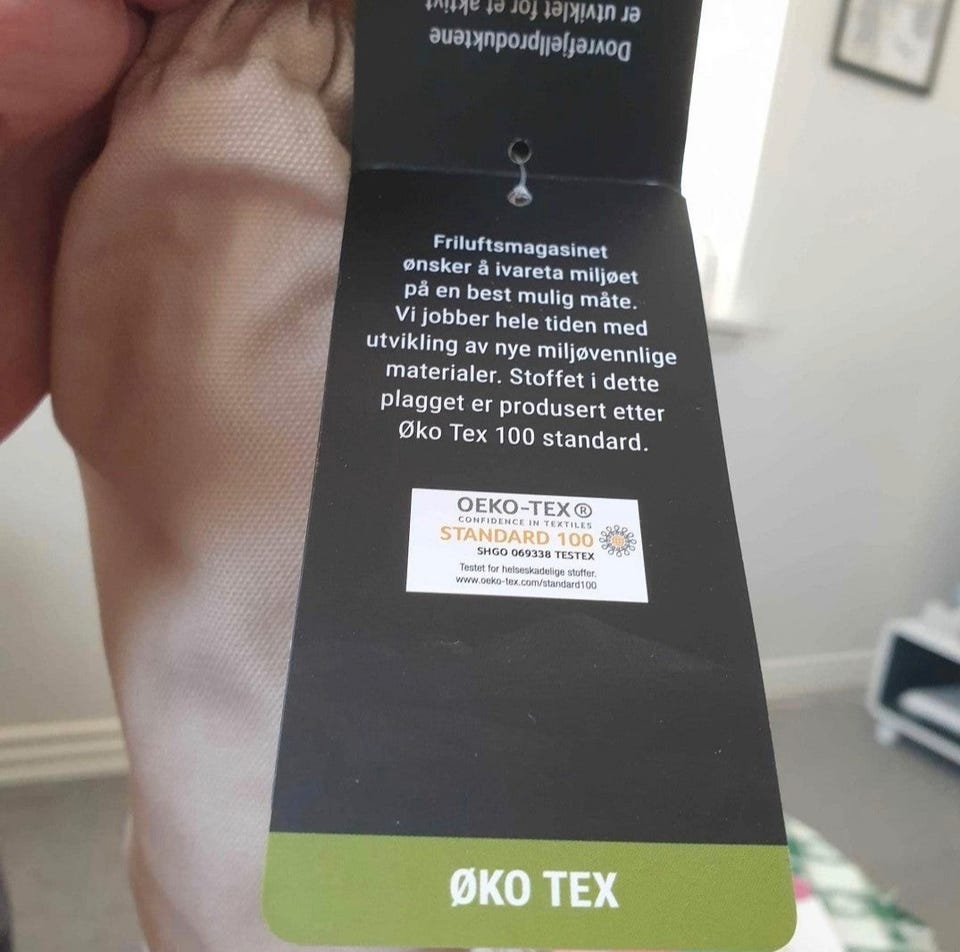 Dovrefjellproduktene
er utviklet for et aktivt
Friluftsmagasinet
ønsker å ivareta miljøet
på en best mulig måte.
Vi jobber hele tiden med
utvikling av nye miljøvennlige
materialer. Stoffet i dette
plagget er produsert etter
Øko Tex 100 standard.
OEKO-TEX®
CONFIDENCE IN TEXTILES
STANDARD 100
SHGO 069338 TESTEX
Testet for helseskadelige stoffer.
www.oeko-tex.com/standard100
ØKO TEX